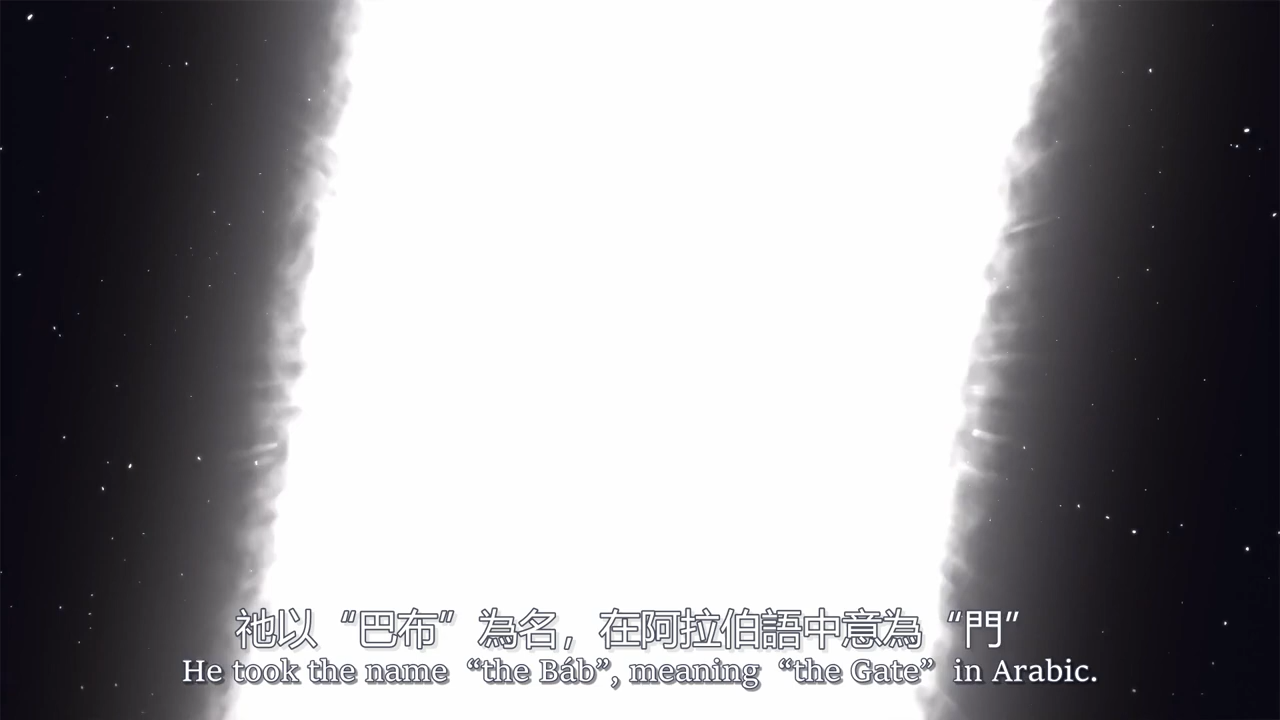 祂以“巴布”為名，在阿拉伯語中意為“門”
He took the name “the Báb”, meaning “the Gate” in Arabic.